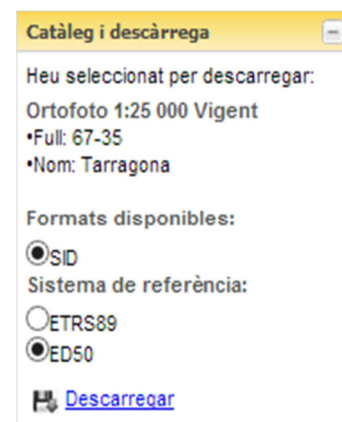 Catàleg i descàrrega
Heu seleccionat per descarregar:
Ortofoto 1:25 000 Vigent
•Full: 67-35
•Nom: Tarragona
Formats disponibles:
SID
Sistema de referència:
ETRS89
ED50
Descarregar